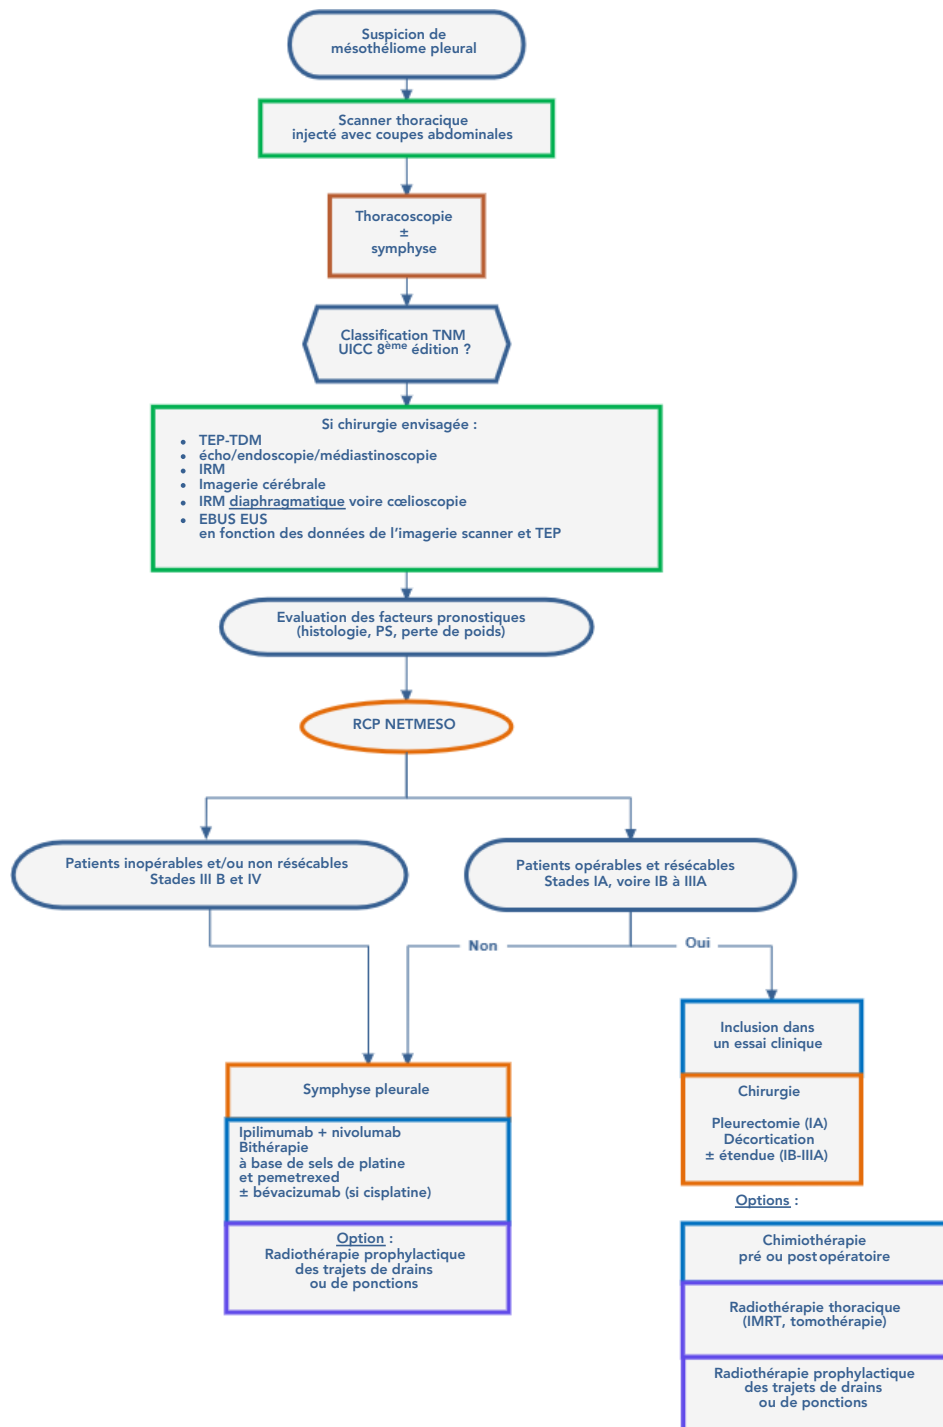 Suspicion de
mésothéliome pleural
Scanner thoracique
injecté avec coupes abdominales
Thoracoscopie
±
symphyse
Classification TNM
UICC 8ème édition ?
Si chirurgie envisagée :
• TEP-TDM
• écho/endoscopie/médiastinoscopie
• IRM
• Imagerie cérébrale
• IRM diaphragmatique voire cœlioscopie
• EBUS EUS
en fonction des données de l'imagerie scanner et TEP
Evaluation des facteurs pronostiques
(histologie, PS, perte de poids)
RCP NETMESO
Patients inopérables et/ou non résécables
Stades III B et IV
Patients opérables et résécables
Stades IA, voire IB à IIIA
Non
Oui
Inclusion dans
un essai clinique
Chirurgie
Pleurectomie (IA)
Décortication
± étendue (IB-IIIA)
Symphyse pleurale
Ipilimumab + nivolumab
Bithérapie
à base de sels de platine
et pemetrexed
± bévacizumab (si cisplatine)
Option :
Radiothérapie prophylactique
des trajets de drains
ou de ponctions
Options :
Chimiothérapie
pré ou postopératoire
Radiothérapie thoracique
(IMRT, tomothérapie)
Radiothérapie prophylactique
des trajets de drains
ou de ponctions